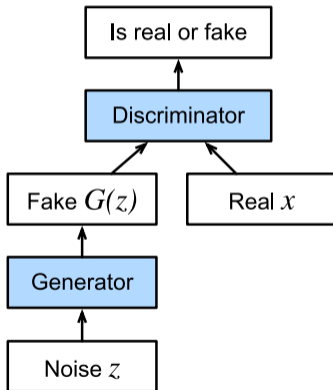 Is real or fake
Discriminator
Fake G(z)
Real x
Generator
Noise z